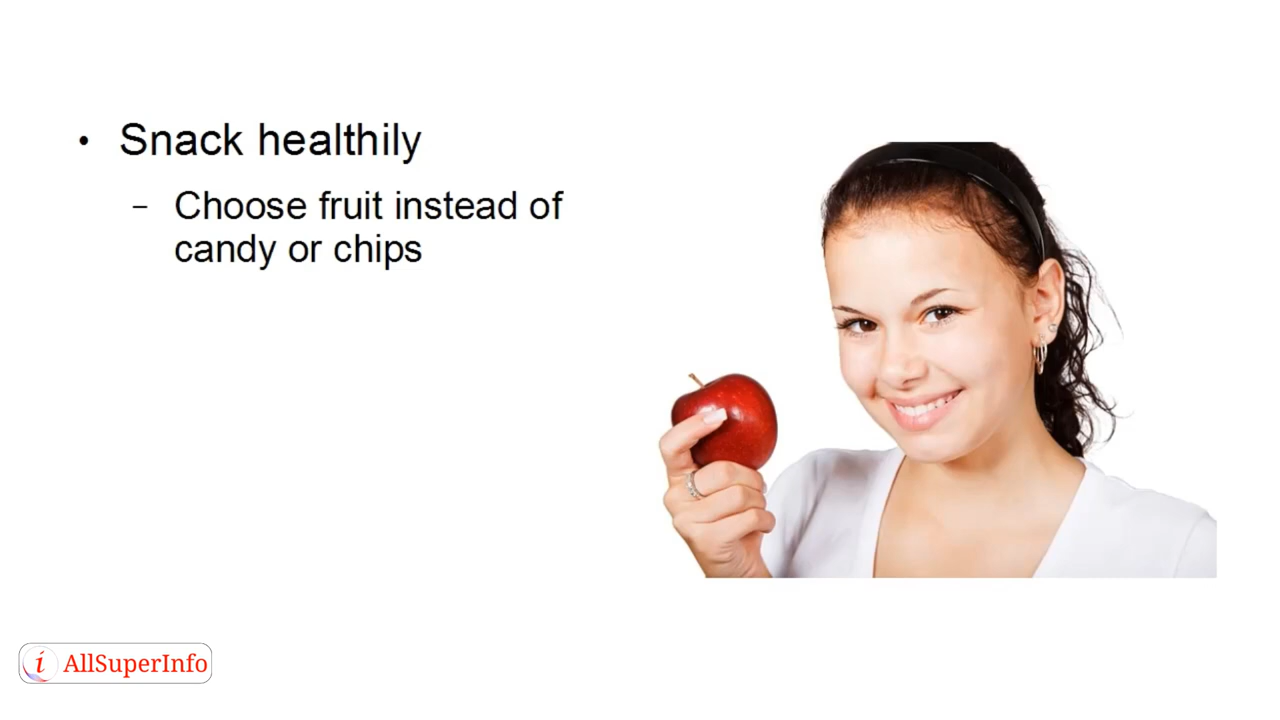 • Snack healthily
– Choose fruit instead of
candy or chips
i AllSuperInfo